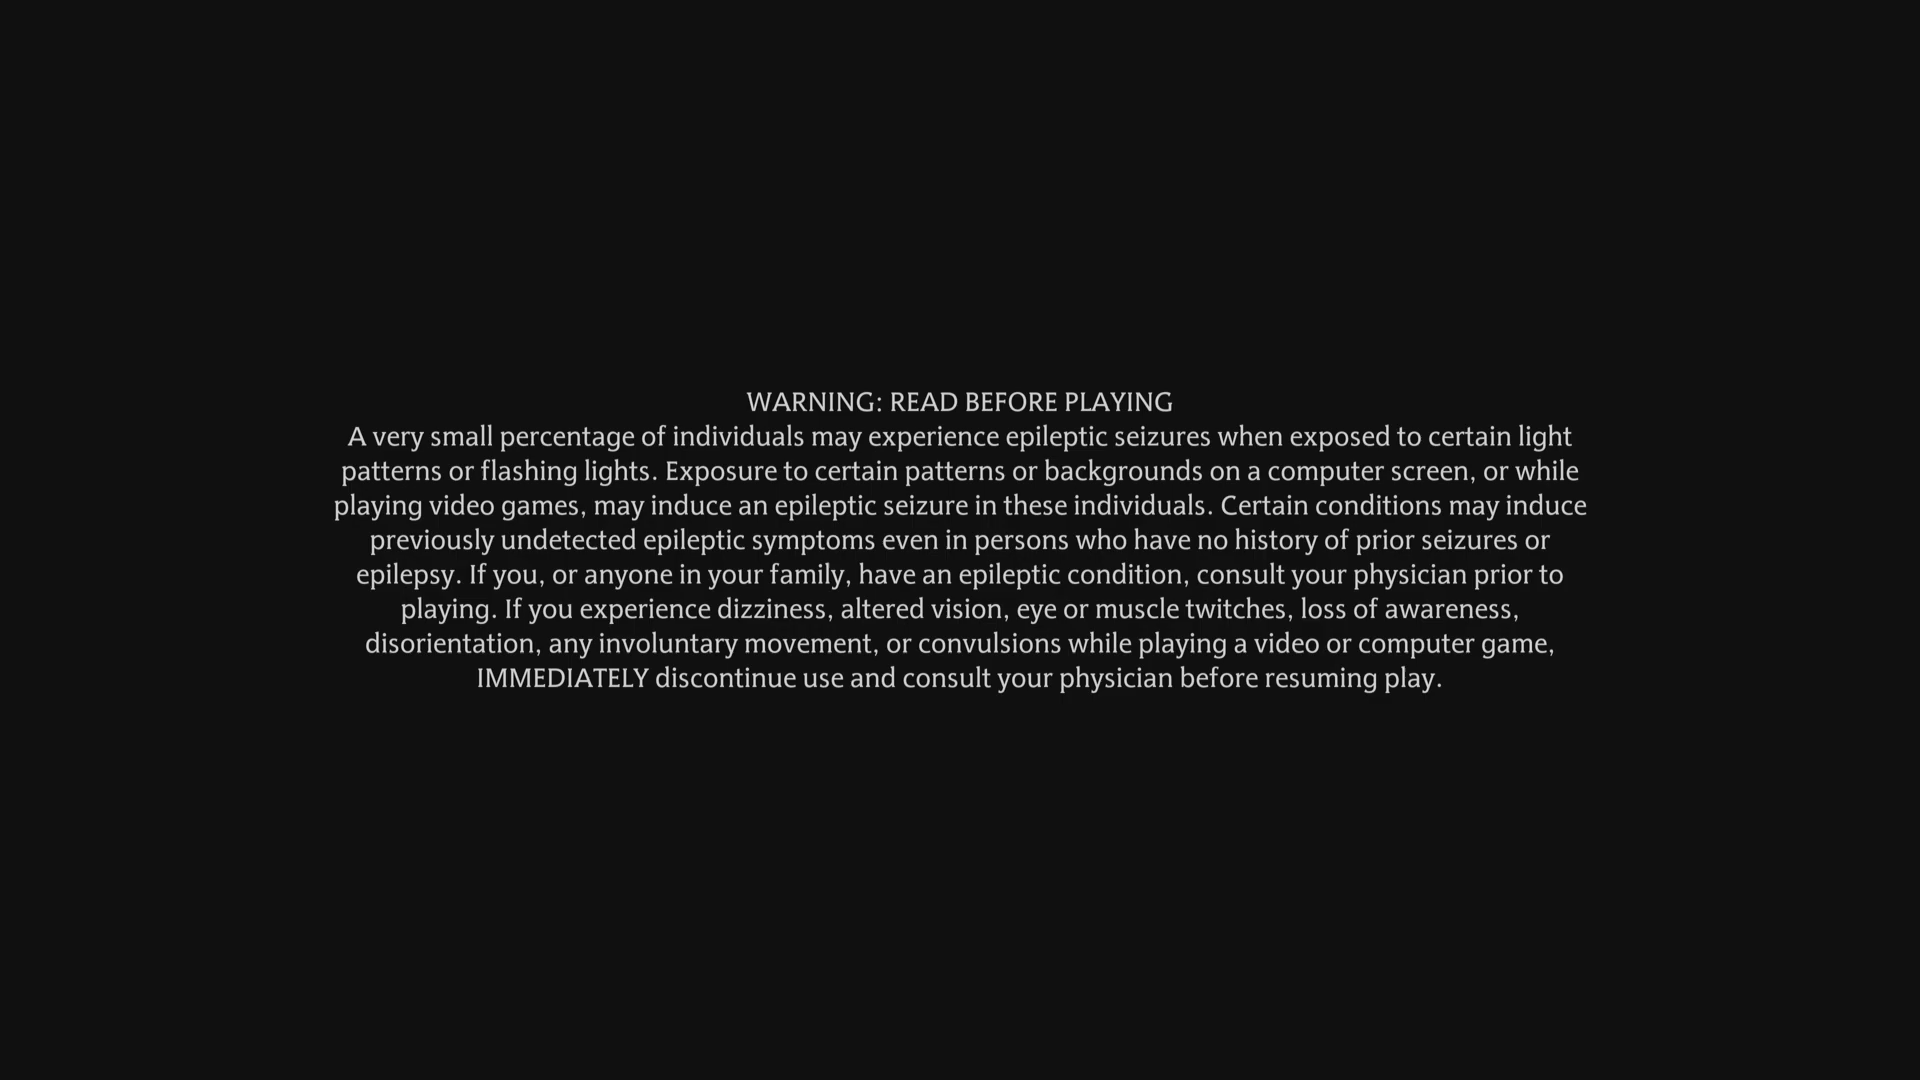 WARNING: READ BEFORE PLAYING
A very small percentage of individuals may experience epileptic seizures when exposed to certain light
patterns or flashing lights. Exposure to certain patterns or backgrounds on a computer screen, or while
playing video games, may induce an epileptic seizure in these individuals. Certain conditions may induce
previously undetected epileptic symptoms even in persons who have no history of prior seizures or
epilepsy. If you, or anyone in your family, have an epileptic condition, consult your physician prior to
playing. If you experience dizziness, altered vision, eye or muscle twitches, loss of awareness,
disorientation, any involuntary movement, or convulsions while playing a video or computer game,
IMMEDIATELY discontinue use and consult your physician before resuming play.